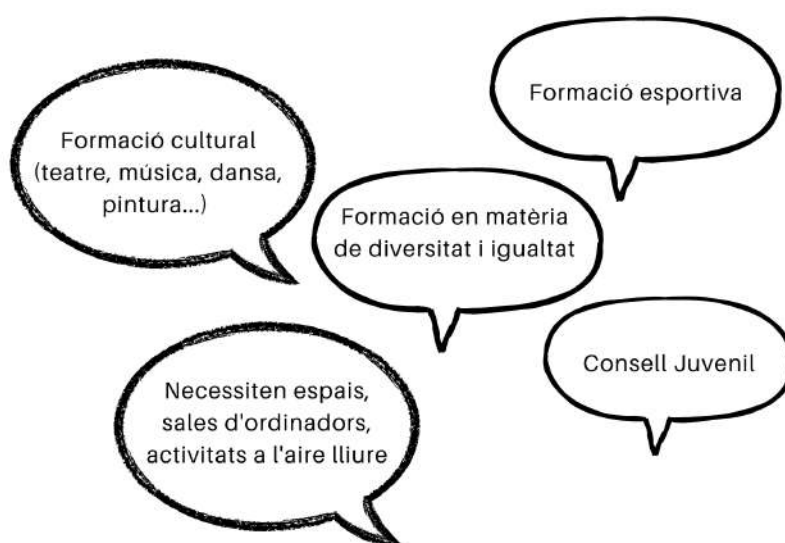 Formació esportiva
Formació cultural
(teatre, música, dansa,
pintura...)
Formació en matèria
de diversitat i igualtat
Consell Juvenil
Necessiten espais,
sales d'ordinadors,
activitats a l'aire lliure